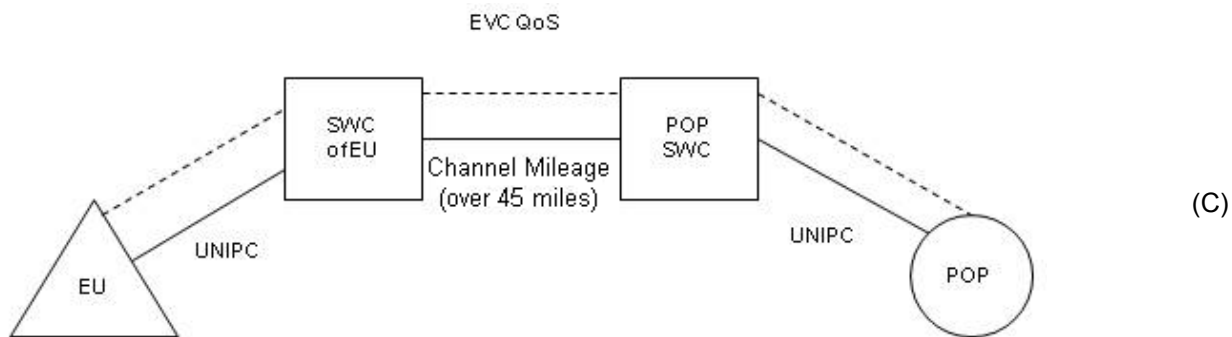 EVC QoS
SWC
ofEU
POP
SWC
Channel Mileage
(over 45 miles)
UNIPC
UNIPC
EU
POP
(C)